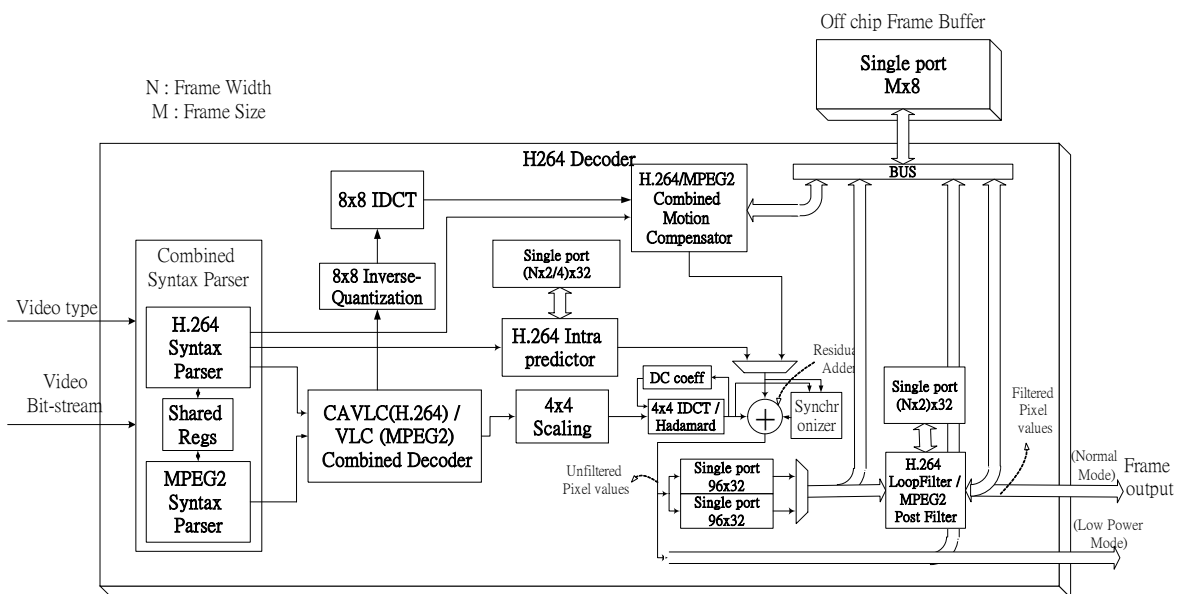 Off chip Frame Buffer
Single port
Mx8
N : Frame Width
M : Frame Size
H264 Decoder
BUS
8x8 IDCT
H.264/MPEG2
Combined
Motion
Compensator
Combined
Syntax Parser
Single port
(Nx2/4)x32
8x8 Inverse-
Quantization
Video type
H.264
Syntax
Parser
H.264 Intra
predictor
Residual
Adder
DC coeff
Single port
(Nx2)x32
Filtered
Pixel
values
Video
Bit-stream
Shared
Regs
CAVLC(H.264) /
VLC (MPEG2)
Combined Decoder
4x4
Scaling
4x4 IDCT /
Hadamard
Synchr
onizer
MPEG2
Syntax
Parser
Unfiltered
Pixel values
Single port
96x32
Single port
96x32
H.264
LoopFilter /
MPEG2
Post Filter
(Normal
Mode)
Frame
output
(Low Power
Mode)